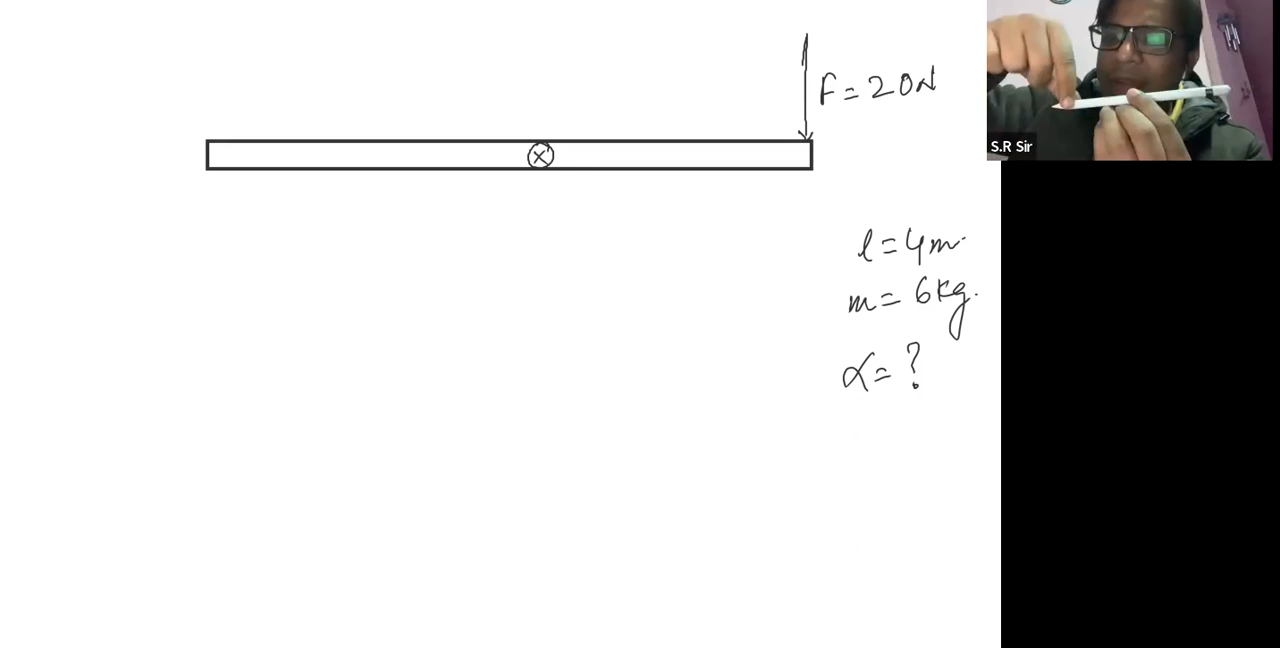 F = 20N
S.R Sir
l = 4m.
m = 6kg.
α = ?